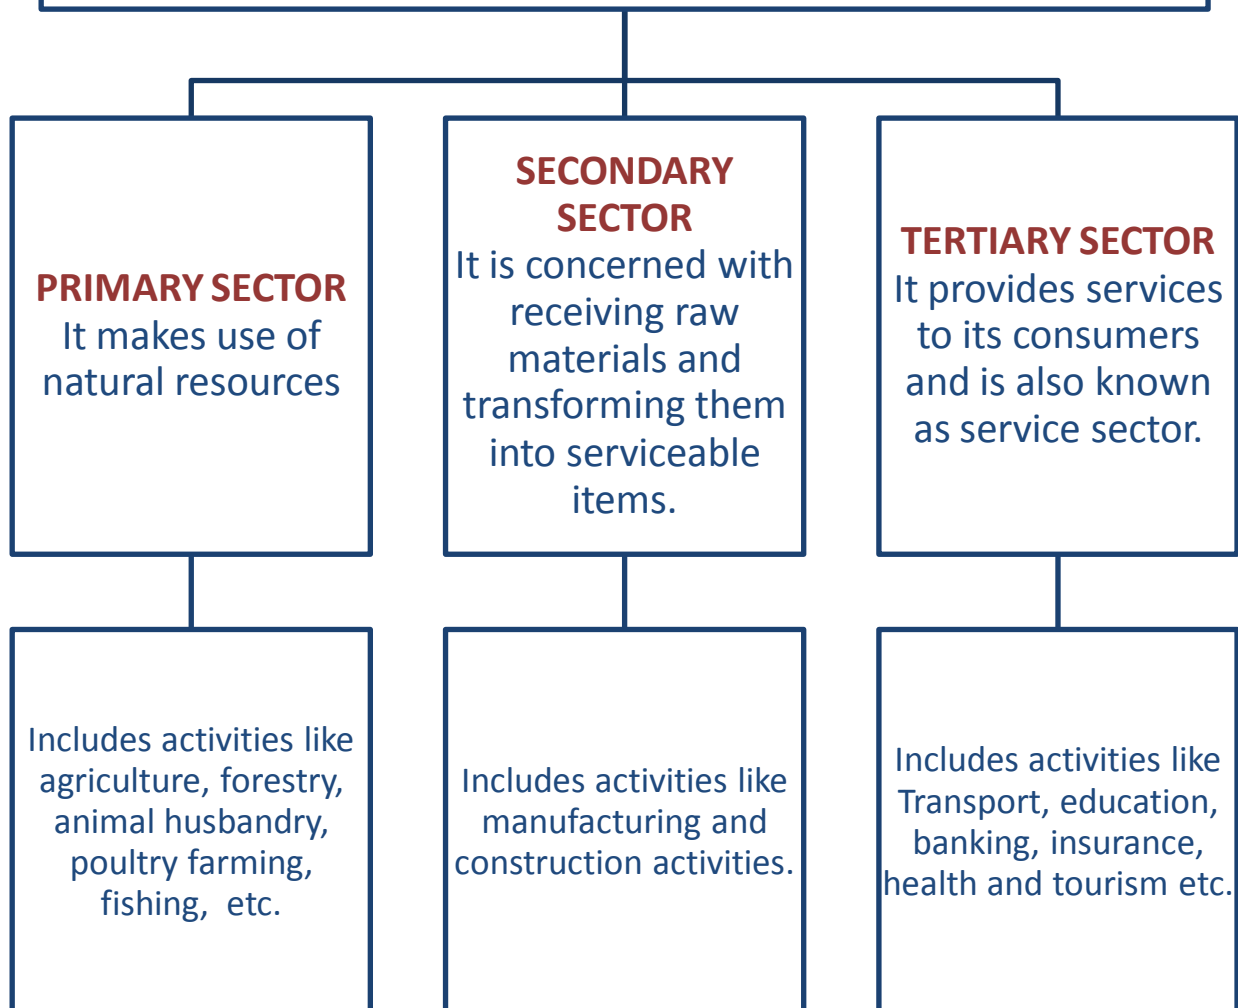 PRIMARY SECTOR
It makes use of
natural resources
SECONDARY
SECTOR
It is concerned with
receiving raw
materials and
transforming them
into serviceable
items.
TERTIARY SECTOR
It provides services
to its consumers
and is also known
as service sector.
Includes activities like
agriculture, forestry,
animal husbandry,
poultry farming,
fishing,  etc.
Includes activities like
manufacturing and
construction activities.
Includes activities like
Transport, education,
banking, insurance,
health and tourism etc.